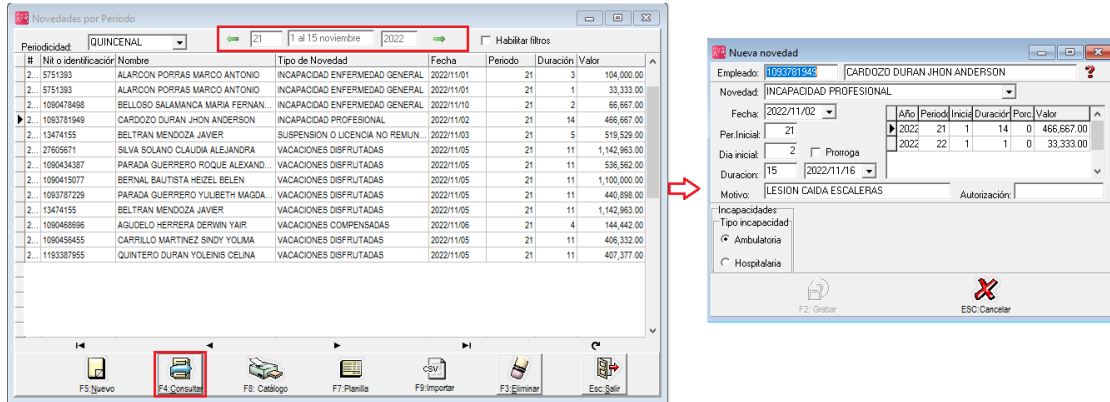 Novedades por Período
Periodicidad: QUINCENAL 21 1 al 15 noviembre 2022 Habilitar filtros
# Nit o identificación Nombre Tipo de Novedad Fecha Periodo Duración Valor
2... 5751393 ALARCON PORRAS MARCO ANTONIO INCAPACIDAD ENFERMEDAD GENERAL 2022/11/01 21 3 104,000.00
2... 5751393 ALARCON PORRAS MARCO ANTONIO INCAPACIDAD ENFERMEDAD GENERAL 2022/11/01 21 1 33,333.00
2... 1090478498 BELLOSO SALAMANCA MARIA FERNAN... INCAPACIDAD ENFERMEDAD GENERAL 2022/11/10 21 2 66,667.00
2... 1093781949 CARDOZO DURAN JHON ANDERSON INCAPACIDAD PROFESIONAL 2022/11/02 21 14 466,667.00
2... 13474155 BELTRAN MENDOZA JAVIER SUSPENSION O LICENCIA NO REMUN... 2022/11/03 21 5 519,529.00
2... 27605671 SILVA SOLANO CLAUDIA ALEJANDRA VACACIONES DISFRUTADAS 2022/11/05 21 11 1,142,963.00
2... 1090434387 PARADA GUERRERO ROQUE ALEXAND... VACACIONES DISFRUTADAS 2022/11/05 21 11 536,562.00
2... 1090415077 BERNAL BAUTISTA HEIZEL BELEN VACACIONES DISFRUTADAS 2022/11/05 21 11 1,100,000.00
2... 1093787229 PARADA GUERRERO YULIBETH MAGDA... VACACIONES DISFRUTADAS 2022/11/05 21 11 440,898.00
2... 13474155 BELTRAN MENDOZA JAVIER VACACIONES DISFRUTADAS 2022/11/05 21 11 1,142,963.00
2... 1090468696 AGUDELO HERRERA DERWIN YAIR VACACIONES COMPENSADAS 2022/11/06 21 4 144,442.00
2... 1090456455 CARRILLO MARTINEZ SINDY YOLIMA VACACIONES DISFRUTADAS 2022/11/05 21 11 406,332.00
2... 1193387955 QUINTERO DURAN YOLEINIS CELINA VACACIONES DISFRUTADAS 2022/11/05 21 11 407,377.00
F5:Nuevo F4:Consultar F8: Catálogo F7:Planilla F9:Importar F3:Eliminar Esc:Salir
CSV
Nueva novedad
Empleado: 1093781949 CARDOZO DURAN JHON ANDERSON ?
Novedad: INCAPACIDAD PROFESIONAL
Fecha: 2022/11/02
Per.Inicial: 21
Dia inicial: 2 Prorroga
Duracion: 15 2022/11/16
Año Period Inicia Duración Porc. Valor
2022 21 1 14 0 466,667.00
2022 22 1 1 0 33,333.00
Motivo: LESION CAIDA ESCALERAS Autorización:
Incapacidades
Tipo incapacidad
Ambulatoria
Hospitalaria
F2: Grabar ESC:Cancelar